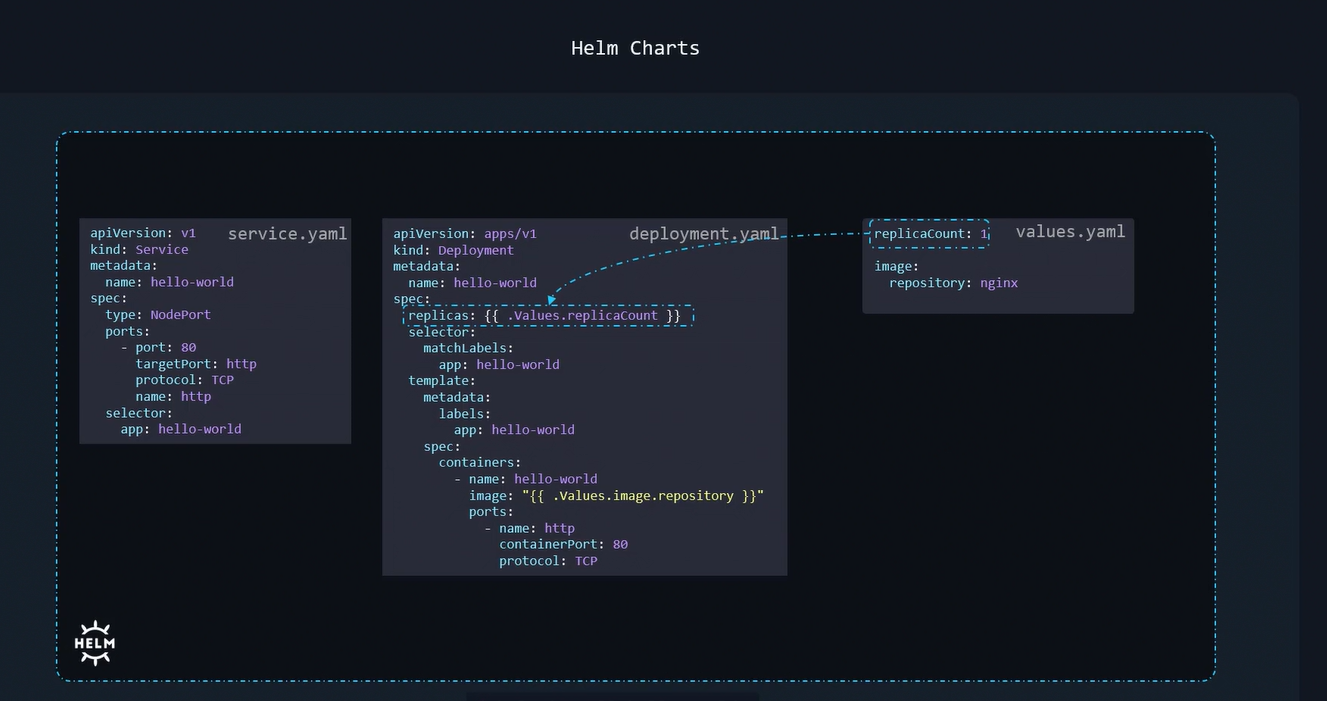 Helm Charts
service.yaml
apiVersion: v1
kind: Service
metadata:
  name: hello-world
spec:
  type: NodePort
  ports:
    - port: 80
      targetPort: http
      protocol: TCP
      name: http
  selector:
    app: hello-world
deployment.yaml
apiVersion: apps/v1
kind: Deployment
metadata:
  name: hello-world
spec:
  replicas: {{ .Values.replicaCount }}
  selector:
    matchLabels:
      app: hello-world
  template:
    metadata:
      labels:
        app: hello-world
    spec:
      containers:
        - name: hello-world
          image: "{{ .Values.image.repository }}"
          ports:
            - name: http
              containerPort: 80
              protocol: TCP
values.yaml
replicaCount: 1
image:
  repository: nginx
HELM